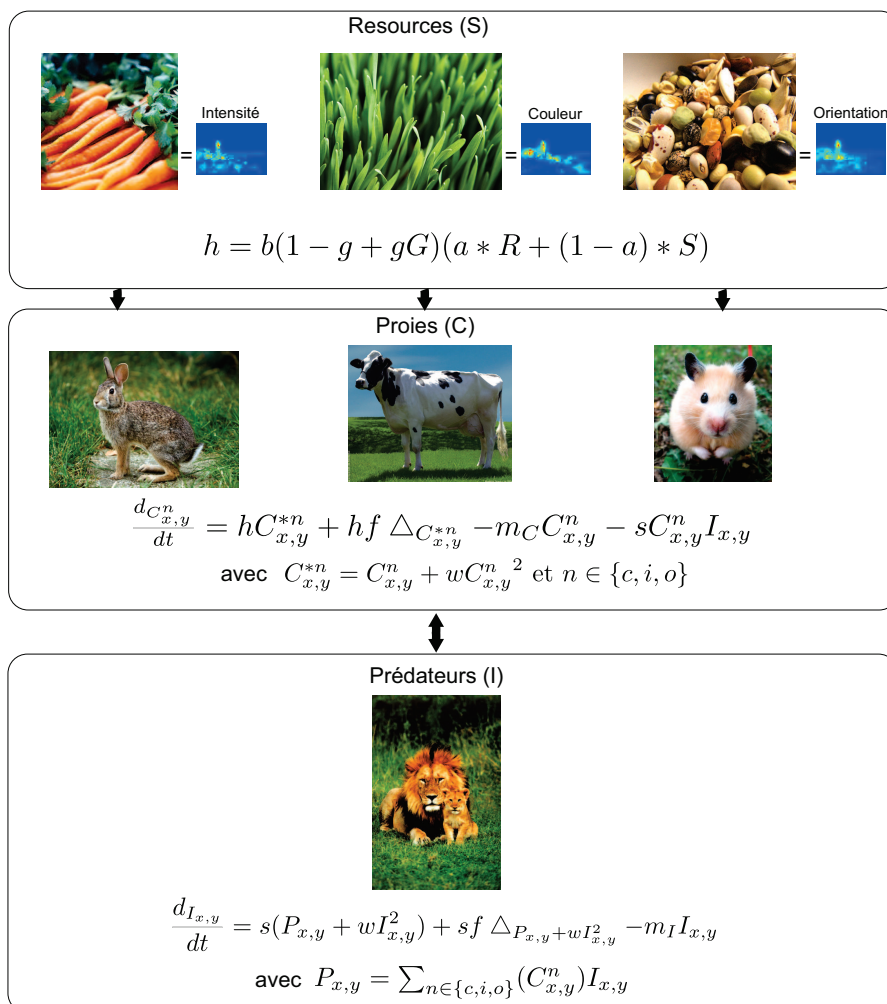 Resources (S)
Intensité
Couleur
Orientation
=
=
=
h = b(1 − g + gG)(a ∗ R + (1 − a) ∗ S)
Proies (C)
\frac{d_{C^n_{x,y}}}{dt} = hC^{*n}_{x,y} + hf △_{C^{*n}_{x,y}} −m_C C^n_{x,y} − sC^n_{x,y}I_{x,y}
avec C^{*n}_{x,y} = C^n_{x,y} + w{C^n_{x,y}}^2 et n ∈ {c, i, o}
Prédateurs (I)
\frac{d_{I_{x,y}}}{dt} = s(P_{x,y} + wI^2_{x,y}) + sf △_{P_{x,y}+wI^2_{x,y}} −m_I I_{x,y}
avec P_{x,y} = ∑_{n∈{c,i,o}}(C^n_{x,y})I_{x,y}